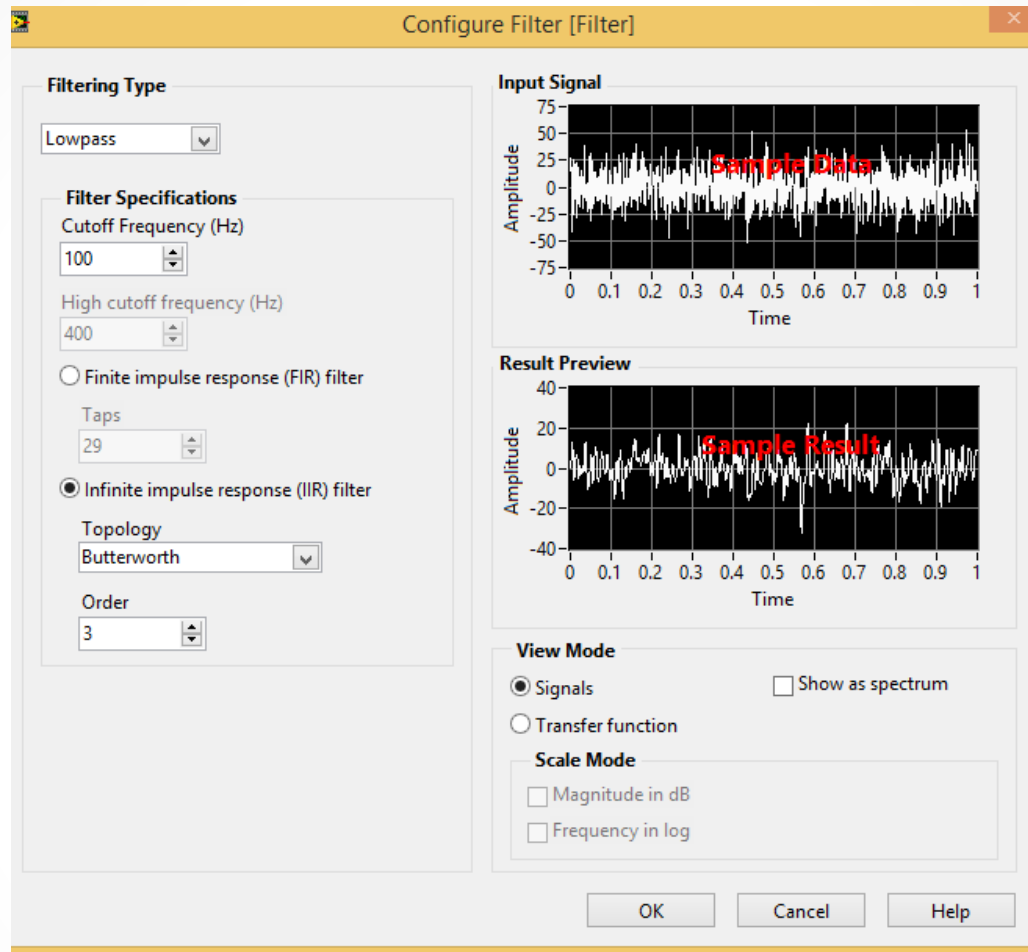 Configure Filter [Filter]
Filtering Type
Lowpass
Filter Specifications
Cutoff Frequency (Hz)
100
High cutoff frequency (Hz)
400
Finite impulse response (FIR) filter
Taps
29
Infinite impulse response (IIR) filter
Topology
Butterworth
Order
3
Input Signal
Amplitude
75
50
25
0
-25
-50
-75
Sample Data
0 0.1 0.2 0.3 0.4 0.5 0.6 0.7 0.8 0.9 1
Time
Result Preview
Amplitude
40
20
0
-20
-40
Sample Result
0 0.1 0.2 0.3 0.4 0.5 0.6 0.7 0.8 0.9 1
Time
View Mode
Signals
Show as spectrum
Transfer function
Scale Mode
Magnitude in dB
Frequency in log
OK Cancel Help